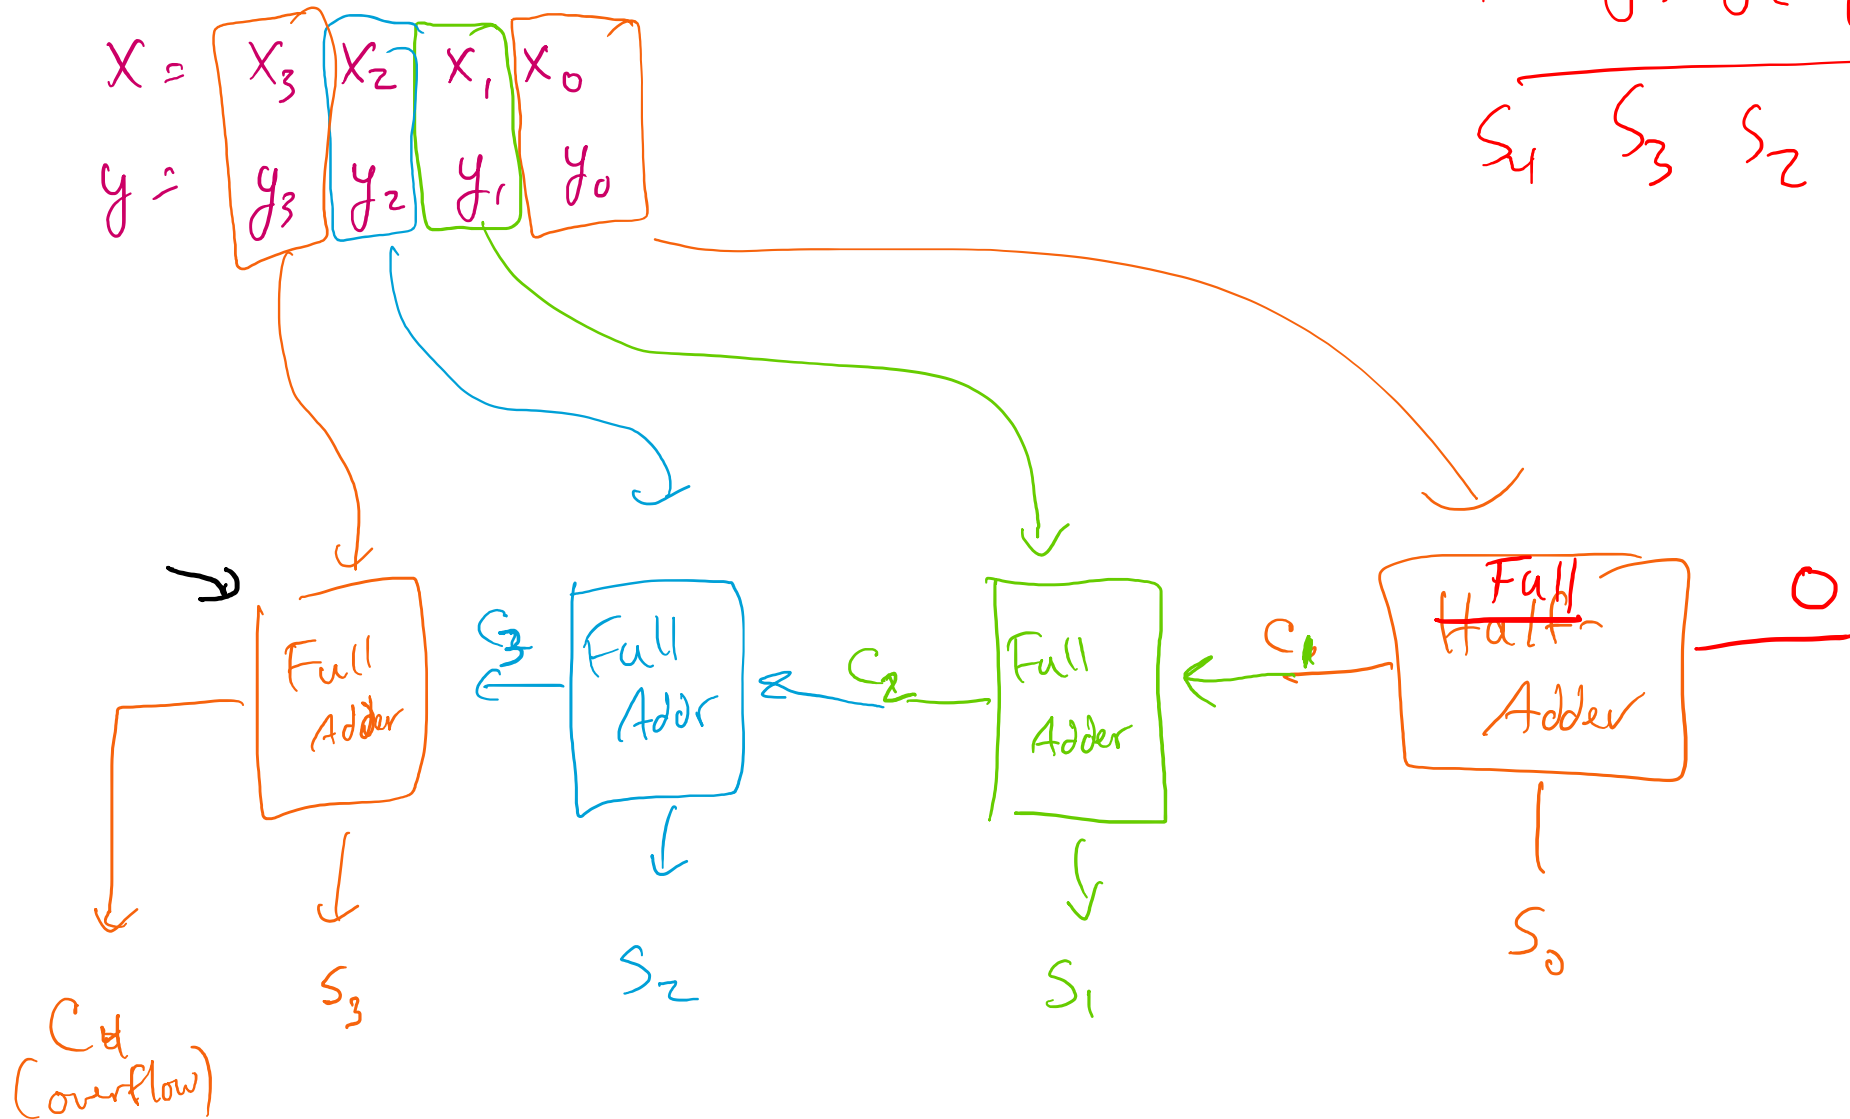 X = X3 X2 X1 X0
y = y3 y2 y1 y0
S4 S3 S2
Full Adder
C3
Full Addr
C2
Full Adder
C1
Full
Half
Adder
0
S3
S2
S1
S0
C4
(overflow)